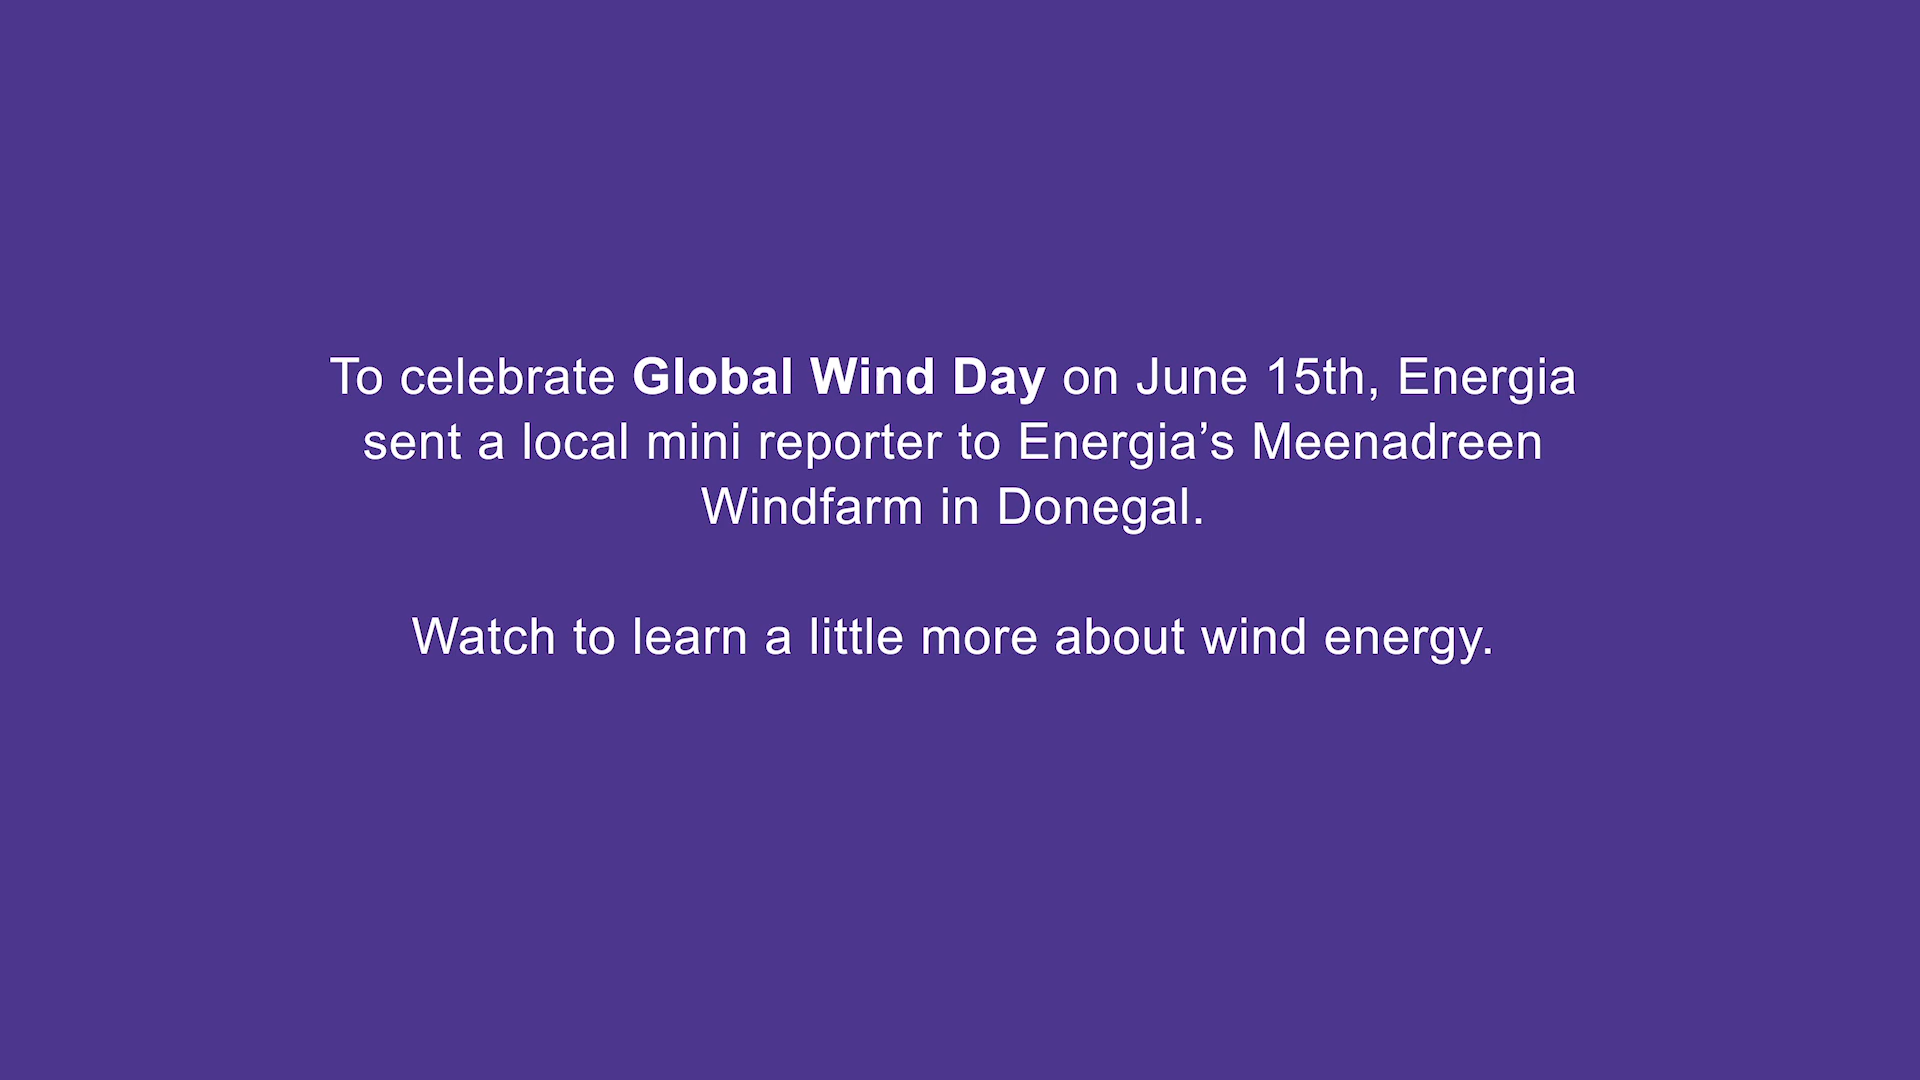 To celebrate Global Wind Day on June 15th, Energia
sent a local mini reporter to Energia’s Meenadreen
Windfarm in Donegal.
Watch to learn a little more about wind energy.